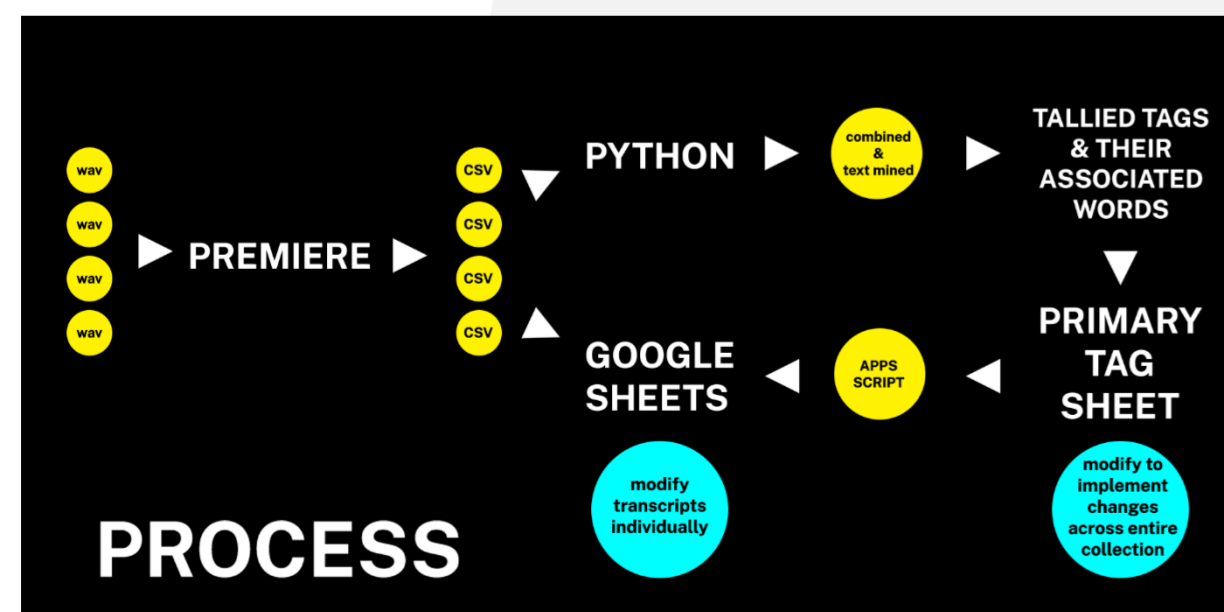 wav
wav
wav
wav
PREMIERE
CSV
CSV
CSV
CSV
PYTHON
combined
&
text mined
TALLIED TAGS
& THEIR
ASSOCIATED
WORDS
PRIMARY
TAG
SHEET
modify to
implement
changes
across entire
collection
APPS
SCRIPT
GOOGLE
SHEETS
modify
transcripts
individually
PROCESS